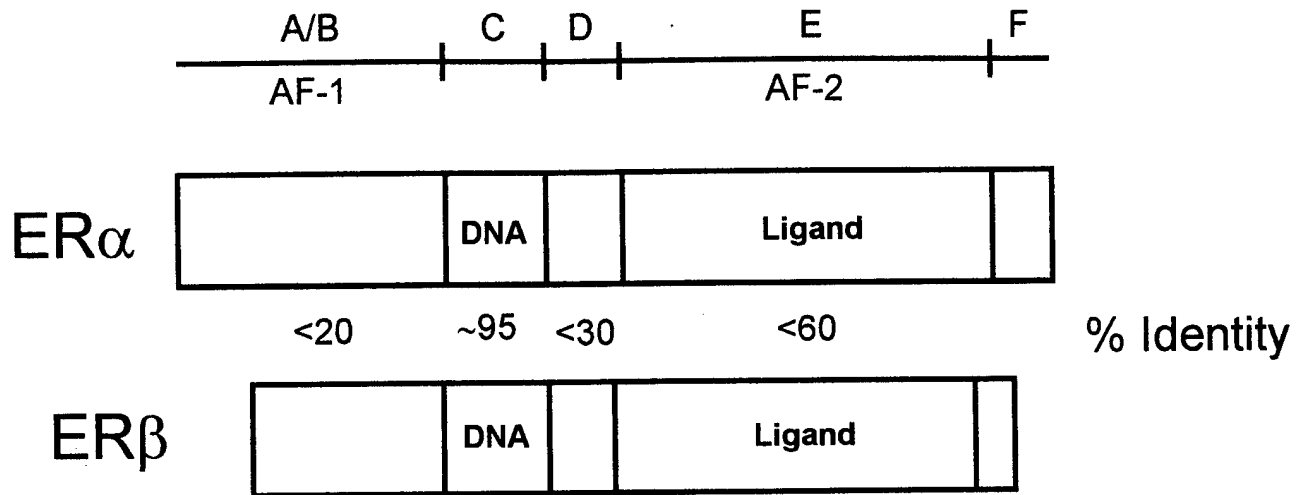 A/B C D E F
AF-1 AF-2
ERα DNA Ligand
<20 ~95 <30 <60 % Identity
ERβ DNA Ligand